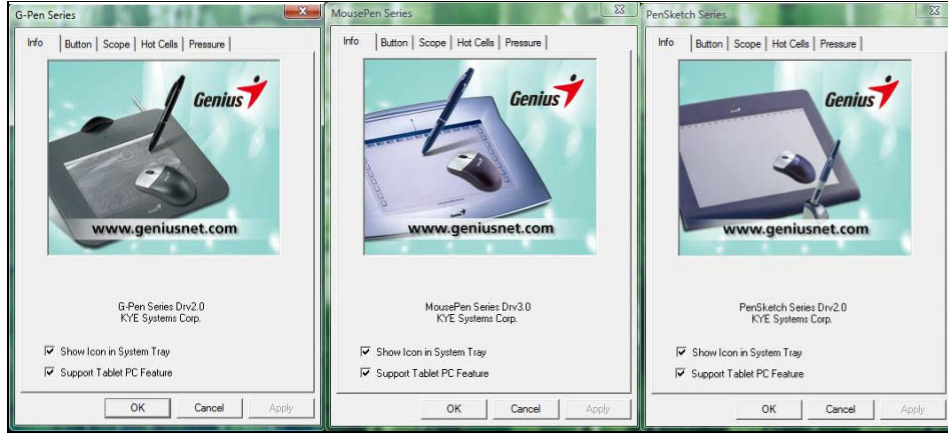 G-Pen Series
Info Button Scope Hot Cells Pressure
Genius
www.geniusnet.com
G-Pen Series Drv2.0
KYE Systems Corp.
Show Icon in System Tray
Support Tablet PC Feature
OK Cancel Apply
MousePen Series
Info Button Scope Hot Cells Pressure
Genius
www.geniusnet.com
MousePen Series Drv3.0
KYE Systems Corp.
Show Icon in System Tray
Support Tablet PC Feature
OK Cancel Apply
PenSketch Series
Info Button Scope Hot Cells Pressure
Genius
www.geniusnet.com
PenSketch Series Drv2.0
KYE Systems Corp.
Show Icon in System Tray
Support Tablet PC Feature
OK Cancel Apply